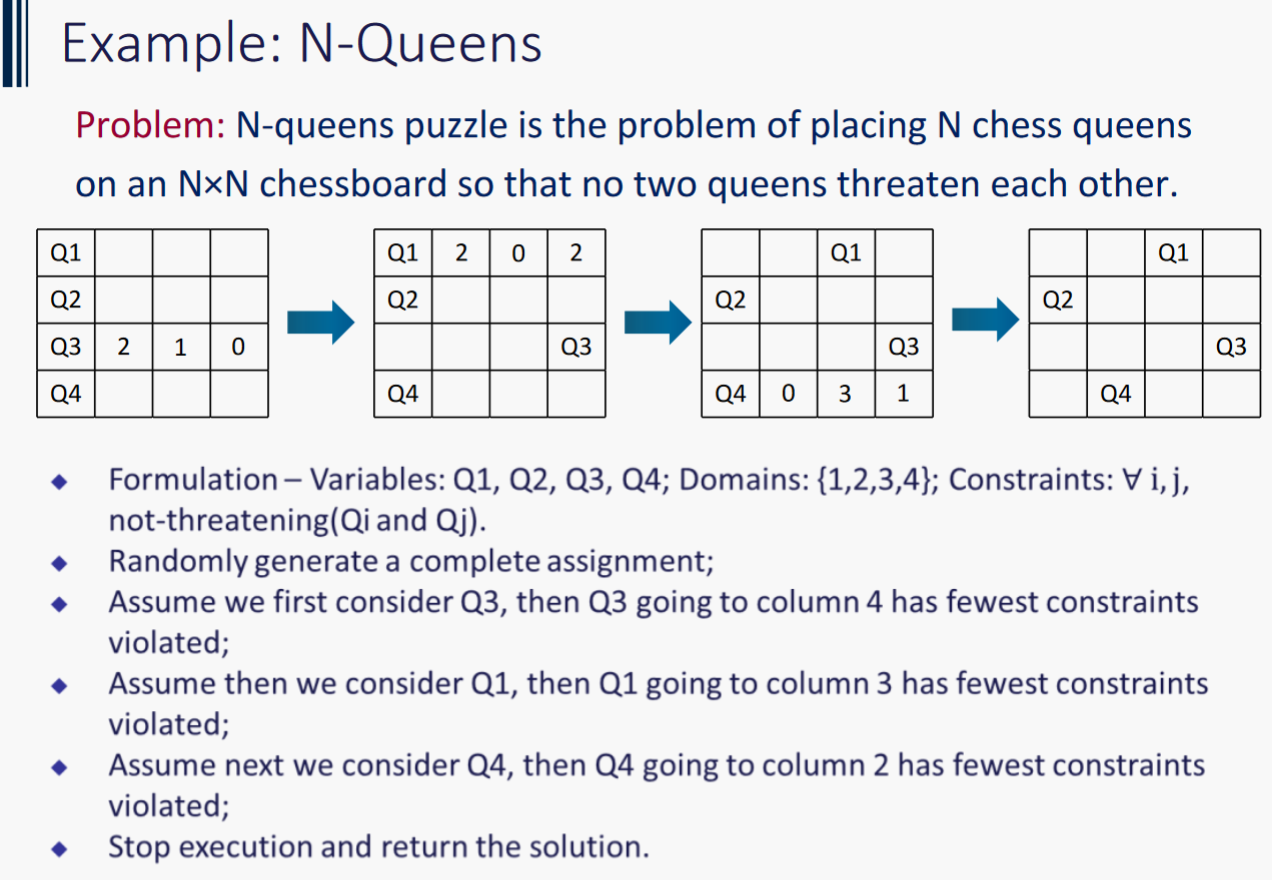 Example: N-Queens
Problem: N-queens puzzle is the problem of placing N chess queens
on an N×N chessboard so that no two queens threaten each other.
Q1
Q2
Q3 2 1 0
Q4
Q1 2 0 2
Q2
Q3
Q4
Q1
Q2
Q3
Q4 0 3 1
Q1
Q2
Q3
Q4
◆ Formulation – Variables: Q1, Q2, Q3, Q4; Domains: {1,2,3,4}; Constraints: ∀ i, j,
not-threatening(Qi and Qj).
◆ Randomly generate a complete assignment;
◆ Assume we first consider Q3, then Q3 going to column 4 has fewest constraints
violated;
◆ Assume then we consider Q1, then Q1 going to column 3 has fewest constraints
violated;
◆ Assume next we consider Q4, then Q4 going to column 2 has fewest constraints
violated;
◆ Stop execution and return the solution.